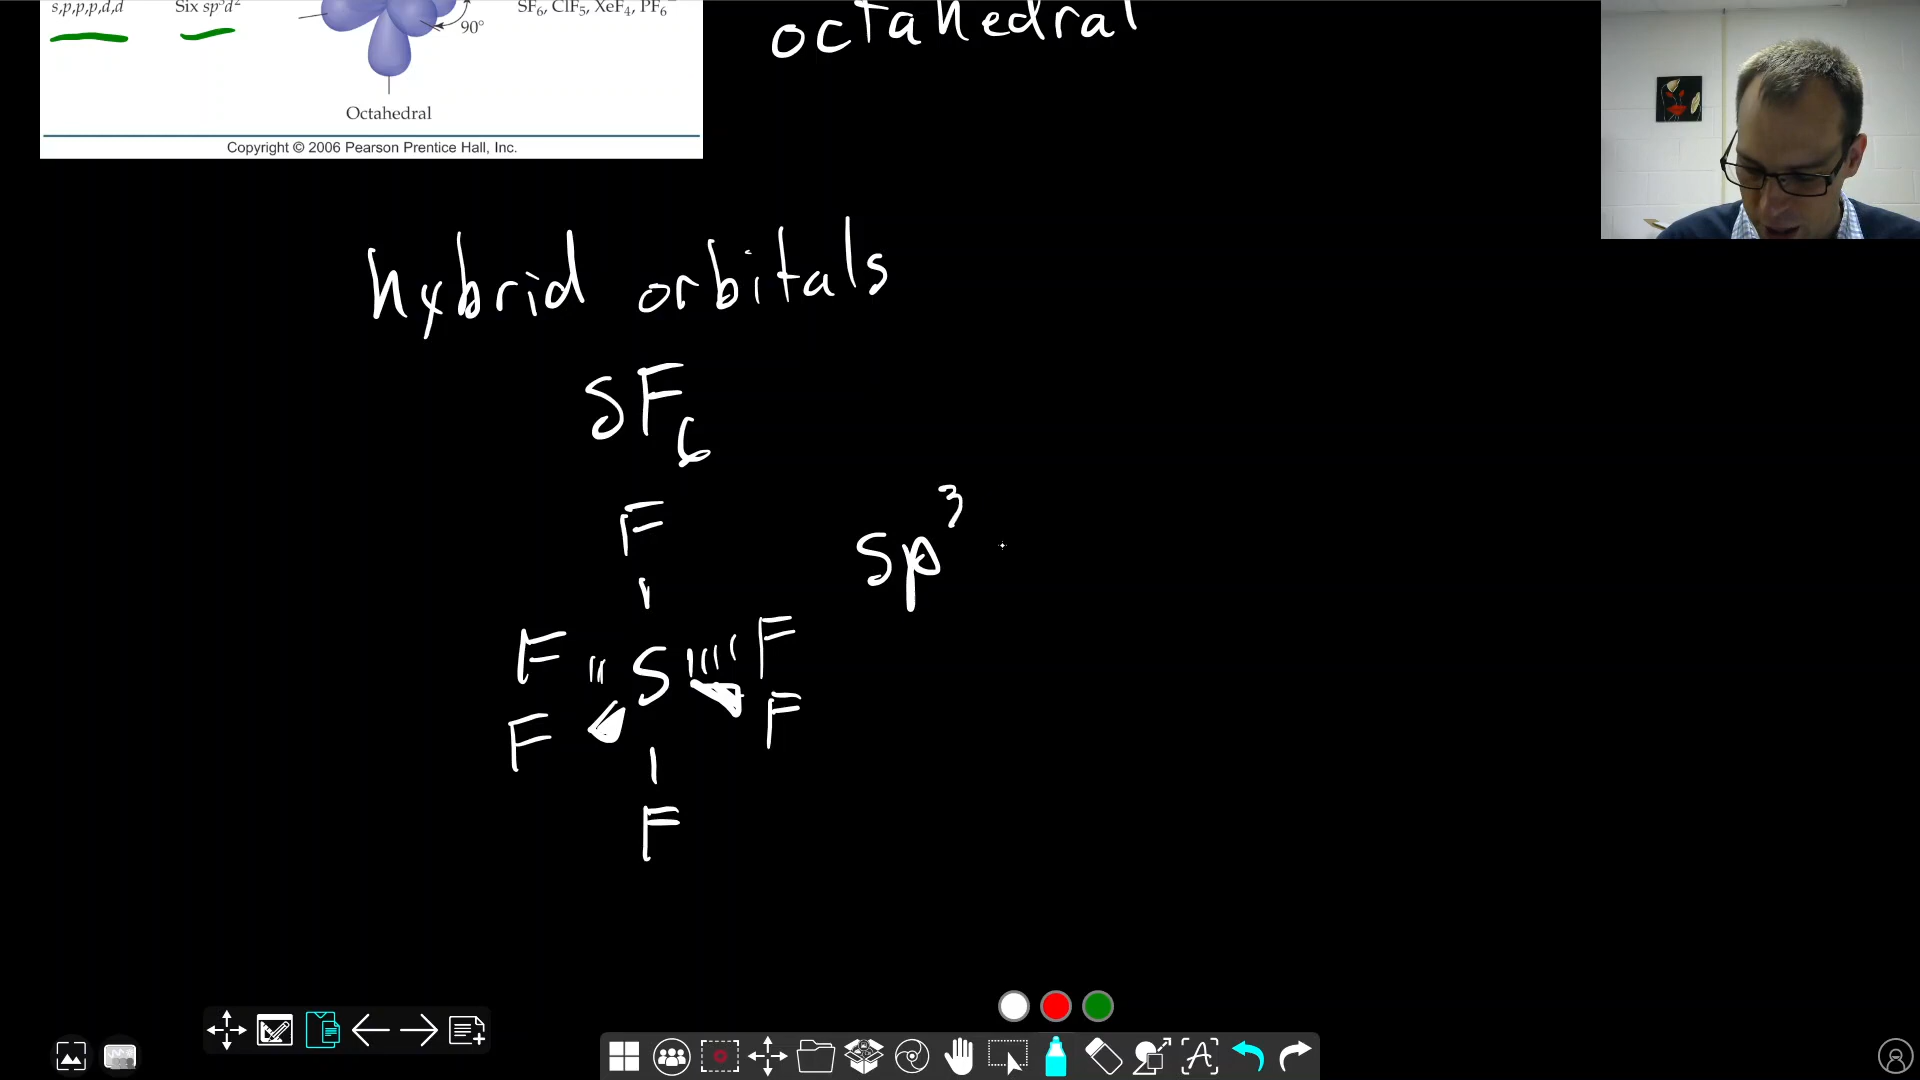 s,p,p,p,d,d Six sp³d² SF₆, ClF₅, XeF₄, PF₆⁻
90°
octahedral
Octahedral
Copyright © 2006 Pearson Prentice Hall, Inc.
hybrid orbitals
SF₆
F
sp³
F S F
F F
F